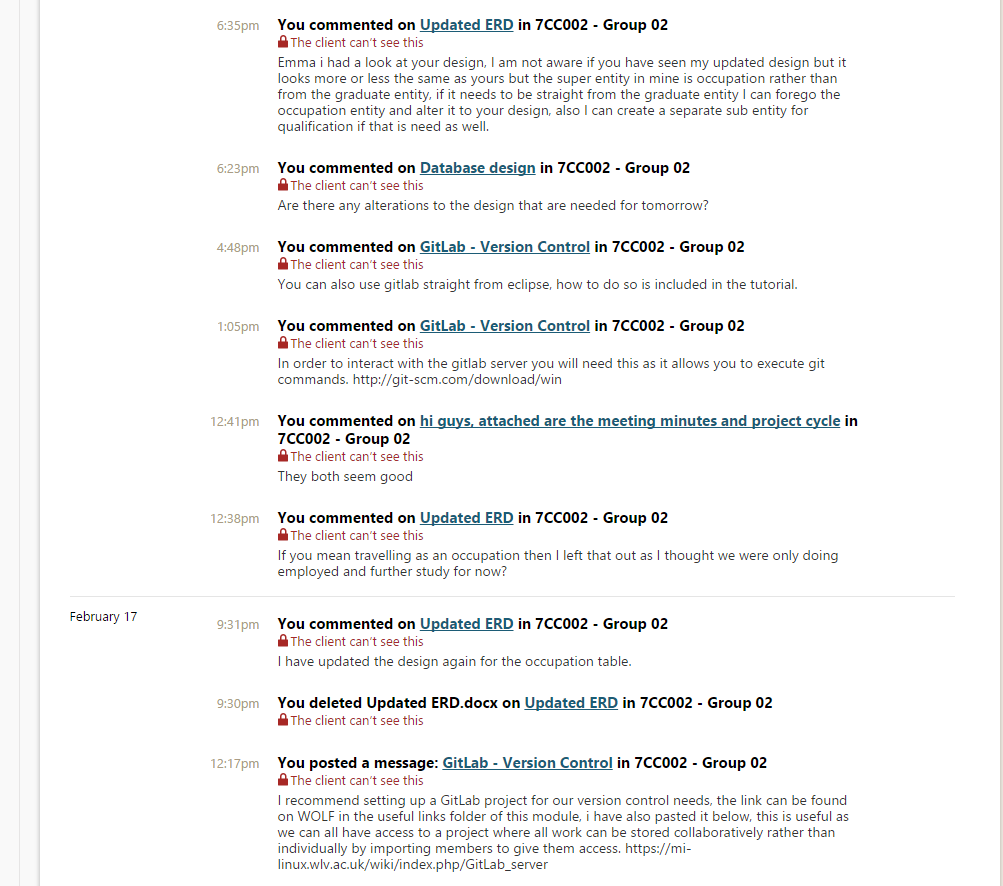 6:35pm You commented on Updated ERD in 7CC002 - Group 02
The client can't see this
Emma i had a look at your design, I am not aware if you have seen my updated design but it
looks more or less the same as yours but the super entity in mine is occupation rather than
from the graduate entity, if it needs to be straight from the graduate entity I can forego the
occupation entity and alter it to your design, also I can create a separate sub entity for
qualification if that is need as well.
6:23pm You commented on Database design in 7CC002 - Group 02
The client can't see this
Are there any alterations to the design that are needed for tomorrow?
4:48pm You commented on GitLab - Version Control in 7CC002 - Group 02
The client can't see this
You can also use gitlab straight from eclipse, how to do so is included in the tutorial.
1:05pm You commented on GitLab - Version Control in 7CC002 - Group 02
The client can't see this
In order to interact with the gitlab server you will need this as it allows you to execute git
commands. http://git-scm.com/download/win
12:41pm You commented on hi guys, attached are the meeting minutes and project cycle in
7CC002 - Group 02
The client can't see this
They both seem good
12:38pm You commented on Updated ERD in 7CC002 - Group 02
The client can't see this
If you mean travelling as an occupation then I left that out as I thought we were only doing
employed and further study for now?
February 17 9:31pm You commented on Updated ERD in 7CC002 - Group 02
The client can't see this
I have updated the design again for the occupation table.
9:30pm You deleted Updated ERD.docx on Updated ERD in 7CC002 - Group 02
The client can't see this
12:17pm You posted a message: GitLab - Version Control in 7CC002 - Group 02
The client can't see this
I recommend setting up a GitLab project for our version control needs, the link can be found
on WOLF in the useful links folder of this module, i have also pasted it below, this is useful as
we can all have access to a project where all work can be stored collaboratively rather than
individually by importing members to give them access. https://mi-
linux.wlv.ac.uk/wiki/index.php/GitLab_server